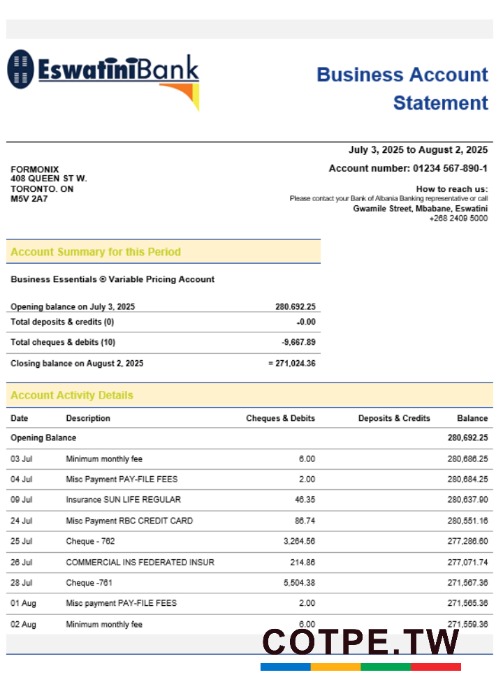 EswatiniBank
Business Account
Statement
July 3, 2025 to August 2, 2025
Account number: 01234 567-890-1
FORMONIX
408 QUEEN ST W.
TORONTO. ON
M5V 2A7
How to reach us:
Please contact your Bank of Albania Banking representative or call
Gwamile Street, Mbabane, Eswatini
+268 2409 5000
Account Summary for this Period
Business Essentials ® Variable Pricing Account
Opening balance on July 3, 2025 280,692.25
Total deposits & credits (0) -0.00
Total cheques & debits (10) -9,667.89
Closing balance on August 2, 2025 = 271,024.36
Account Activity Details
Date Description Cheques & Debits Deposits & Credits Balance
Opening Balance 280,692.25
03 Jul Minimum monthly fee 6.00 280,686.25
04 Jul Misc Payment PAY-FILE FEES 2.00 280,684.25
09 Jul Insurance SUN LIFE REGULAR 46.35 280,637.90
24 Jul Misc Payment RBC CREDIT CARD 86.74 280,551.16
25 Jul Cheque - 762 3,264.56 277,286.60
26 Jul COMMERCIAL INS FEDERATED INSUR 214.86 277,071.74
28 Jul Cheque -761 5,504.38 271,567.36
01 Aug Misc payment PAY-FILE FEES 2.00 271,565.36
02 Aug Minimum monthly fee 6.00 271,559.36
COTPE.TW